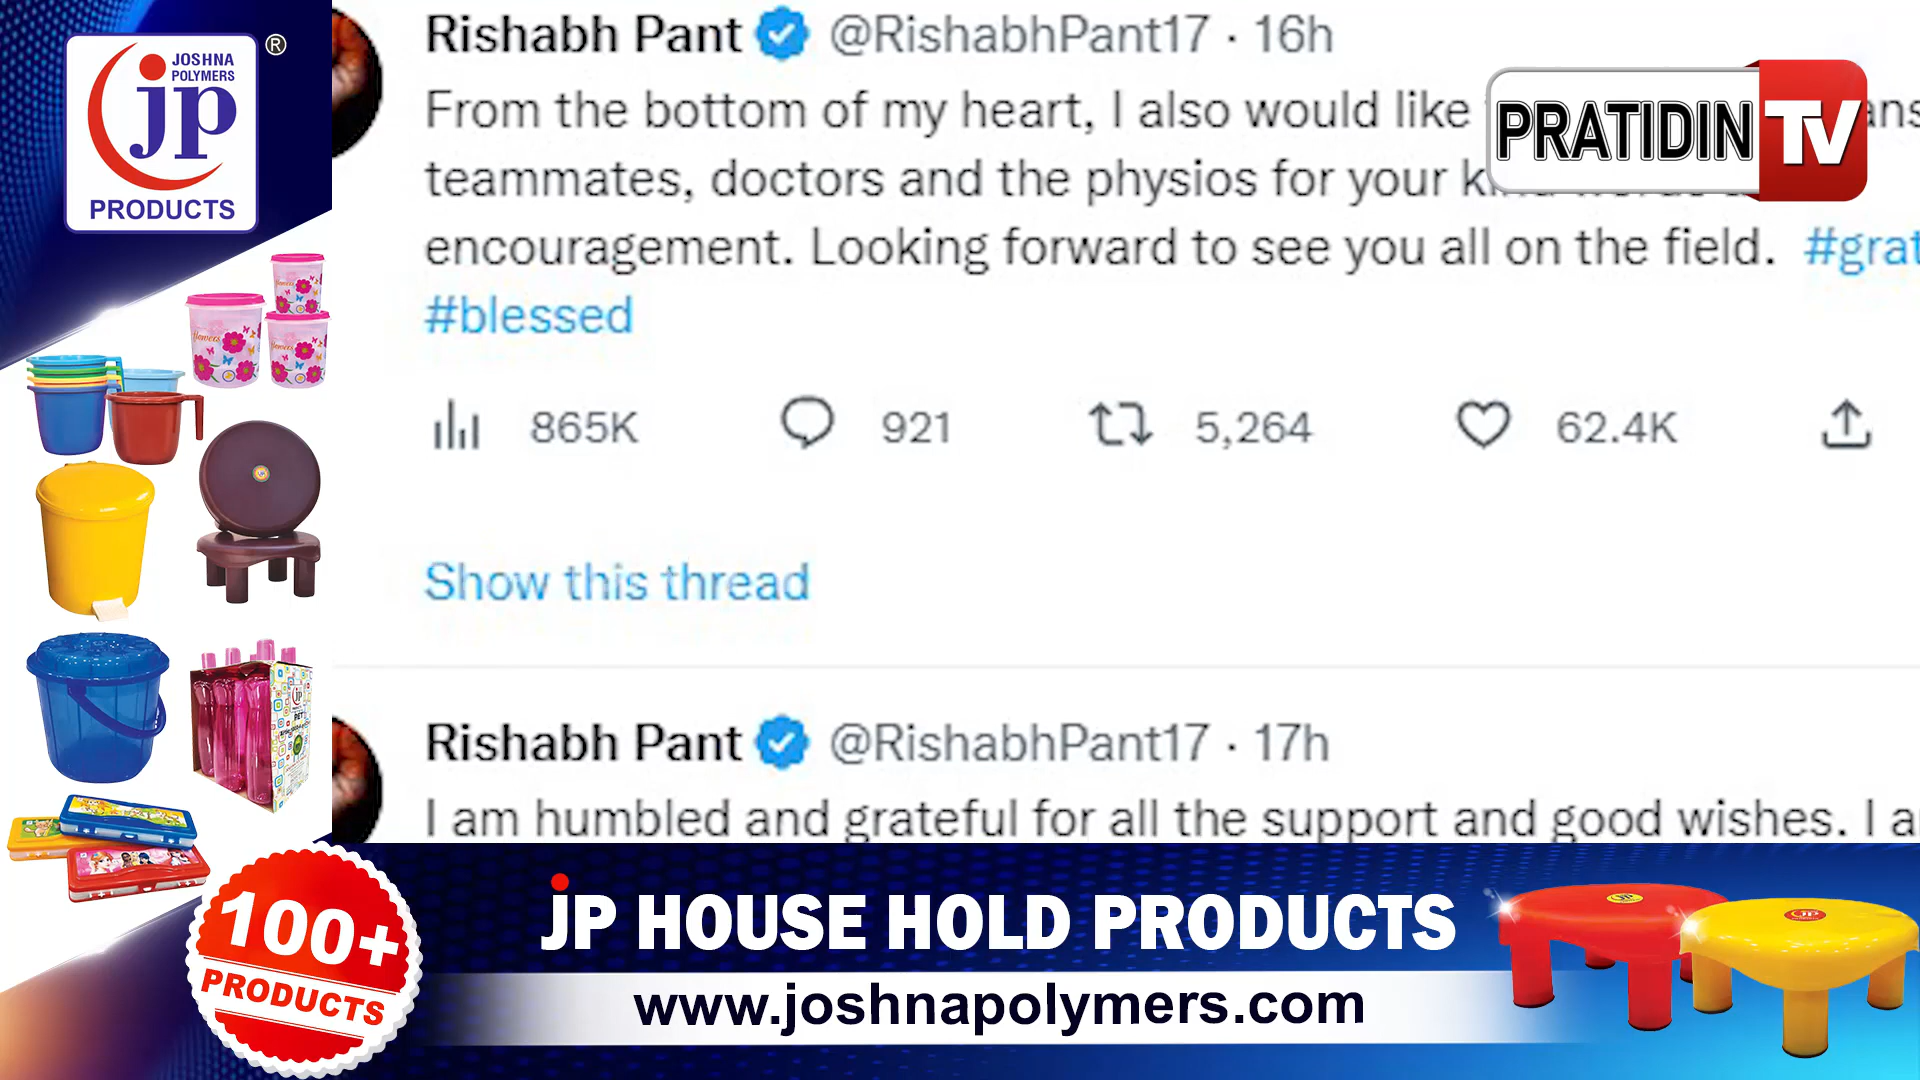 JOSHNA
POLYMERS
jp
PRODUCTS
®
Rishabh Pant @RishabhPant17 · 16h
From the bottom of my heart, I also would like
teammates, doctors and the physios for your
encouragement. Looking forward to see you all on the field. #grat
#blessed
865K 921 5,264 62.4K
Show this thread
Rishabh Pant @RishabhPant17 · 17h
I am humbled and grateful for all the support and good wishes. I a
PRATIDIN TV
flowers
100+
PRODUCTS
JP HOUSE HOLD PRODUCTS
www.joshnapolymers.com